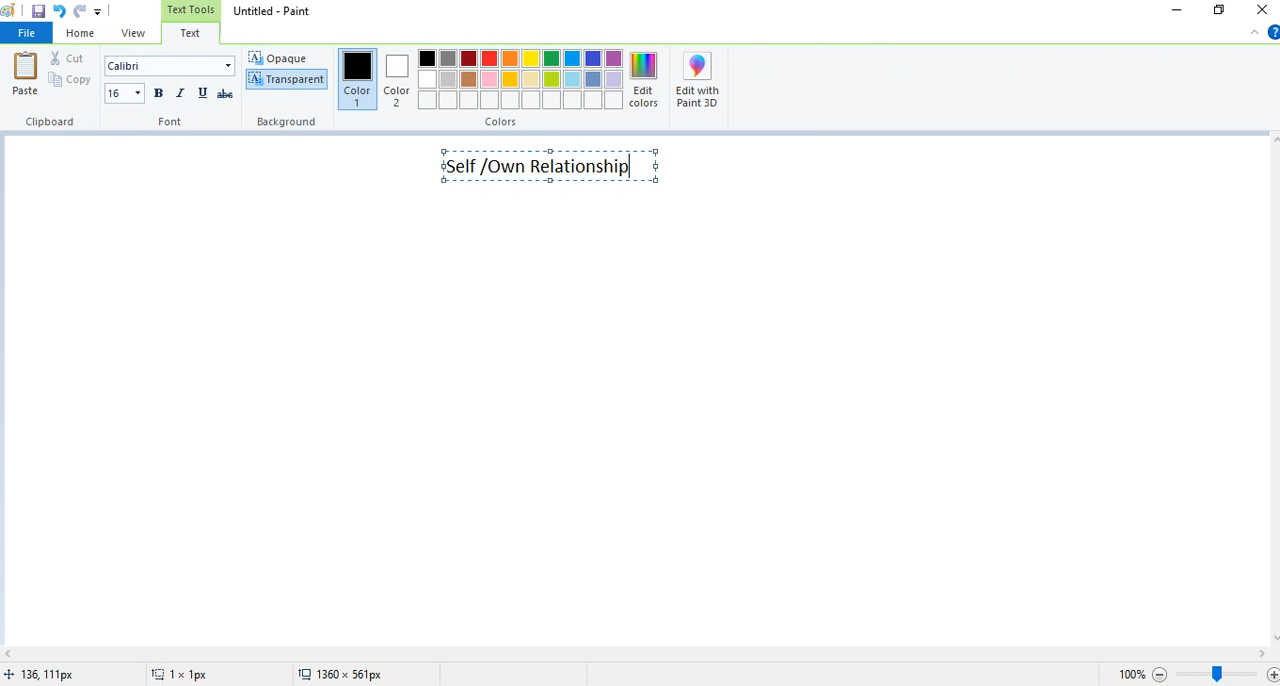 Text Tools
Untitled - Paint
File
Home
View
Text
Paste
Cut
Copy
Clipboard
Calibri
16
B I U abc
Font
A Opaque
A Transparent
Background
Color 1
Color 2
Edit colors
Colors
Edit with Paint 3D
Self /Own Relationship
136, 111px
1 × 1px
1360 × 561px
100%